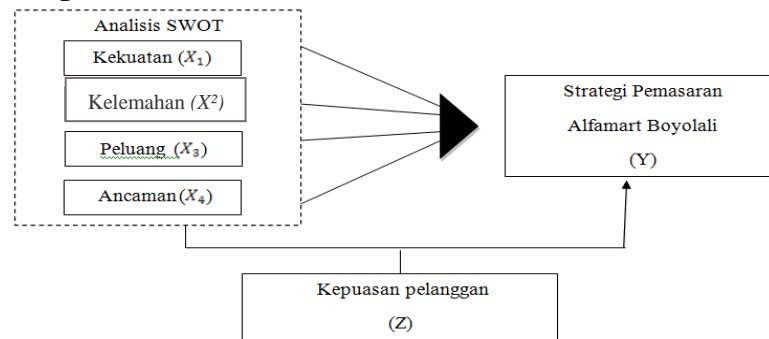 Analisis SWOT
Kekuatan (X₁)
Kelemahan (X²)
Peluang (X₃)
Ancaman (X₄)
Strategi Pemasaran
Alfamart Boyolali
(Y)
Kepuasan pelanggan
(Z)